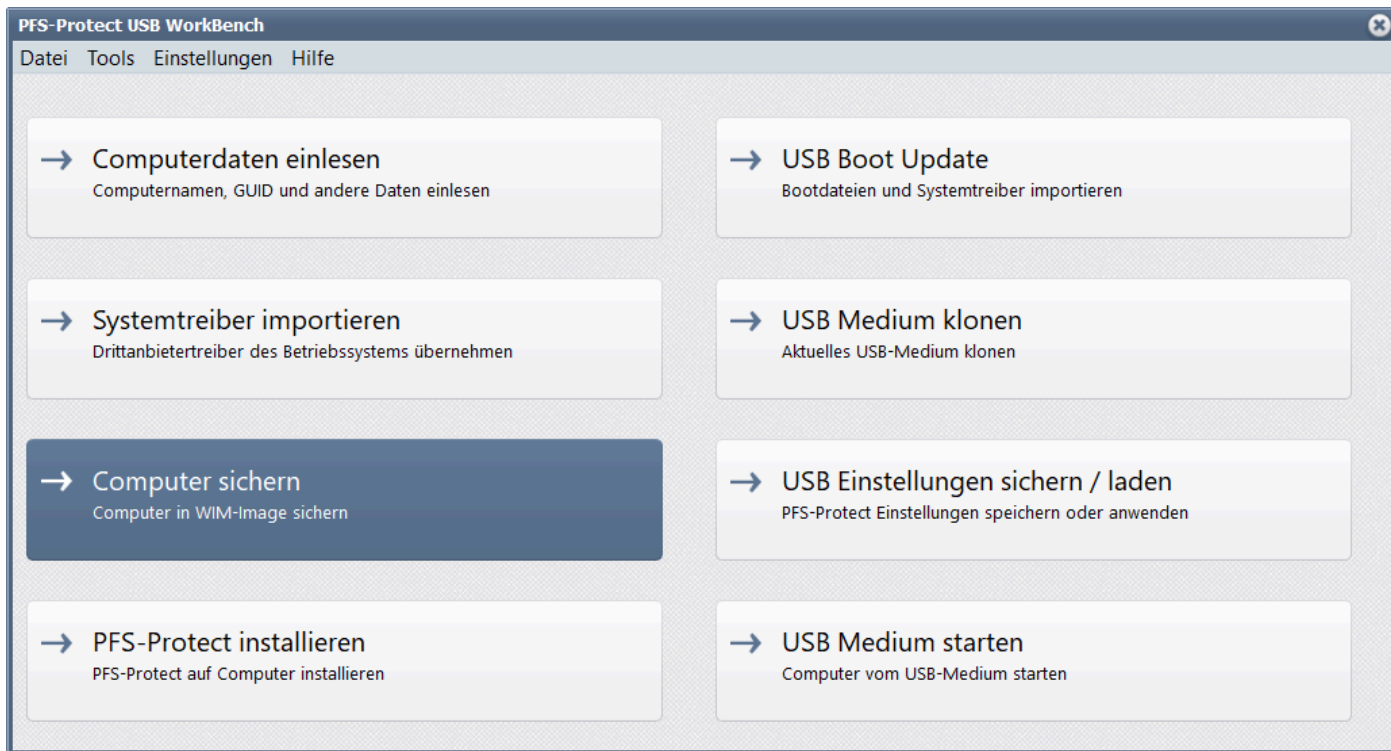 PFS-Protect USB WorkBench
Datei Tools Einstellungen Hilfe
Computerdaten einlesen
Computernamen, GUID und andere Daten einlesen
USB Boot Update
Bootdateien und Systemtreiber importieren
Systemtreiber importieren
Drittanbietertreiber des Betriebssystems übernehmen
USB Medium klonen
Aktuelles USB-Medium klonen
Computer sichern
Computer in WIM-Image sichern
USB Einstellungen sichern / laden
PFS-Protect Einstellungen speichern oder anwenden
PFS-Protect installieren
PFS-Protect auf Computer installieren
USB Medium starten
Computer vom USB-Medium starten